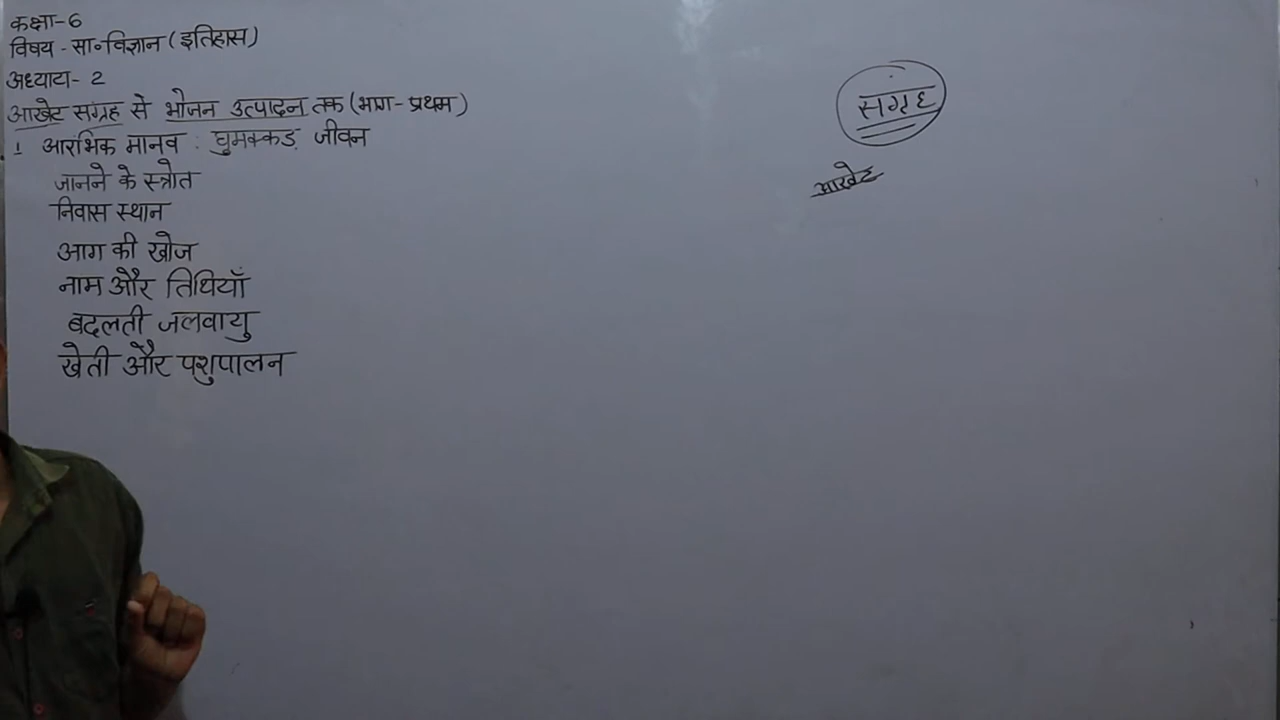 कक्षा-6
विषय - सा॰विज्ञान (इतिहास)
अध्याय- 2
आखेट संग्रह से भोजन उत्पादन तक (भाग-प्रथम)
1 आरंभिक मानव : घुमक्कड़ जीवन
जानने के स्त्रोत
निवास स्थान
आग की खोज
नाम और तिथियाँ
बदलती जलवायु
खेती और पशुपालन
संग्रह
आखेट